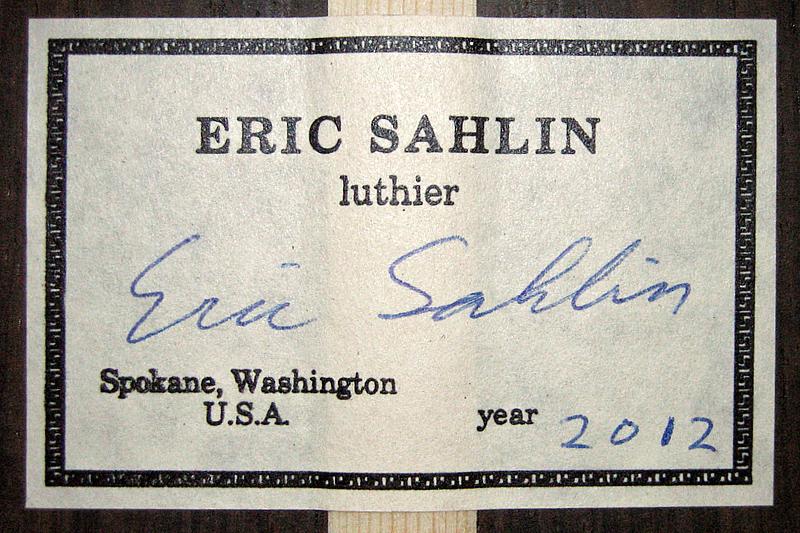 ERIC SAHLIN
luthier
Eric Sahlin
Spokane, Washington
U.S.A.
year 2012